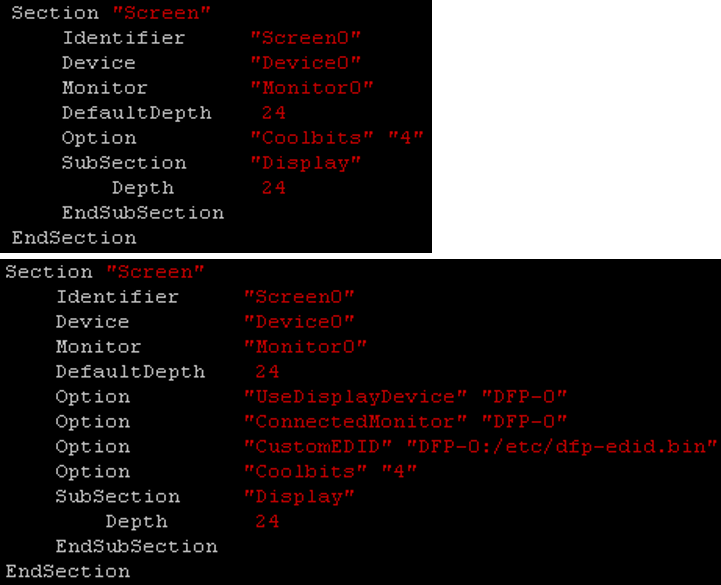 Section "Screen"
    Identifier     "Screen0"
    Device         "Device0"
    Monitor        "Monitor0"
    DefaultDepth    24
    Option         "Coolbits" "4"
    SubSection     "Display"
        Depth       24
    EndSubSection
EndSection
Section "Screen"
    Identifier     "Screen0"
    Device         "Device0"
    Monitor        "Monitor0"
    DefaultDepth    24
    Option         "UseDisplayDevice" "DFP-0"
    Option         "ConnectedMonitor" "DFP-0"
    Option         "CustomEDID" "DFP-0:/etc/dfp-edid.bin"
    Option         "Coolbits" "4"
    SubSection     "Display"
        Depth       24
    EndSubSection
EndSection